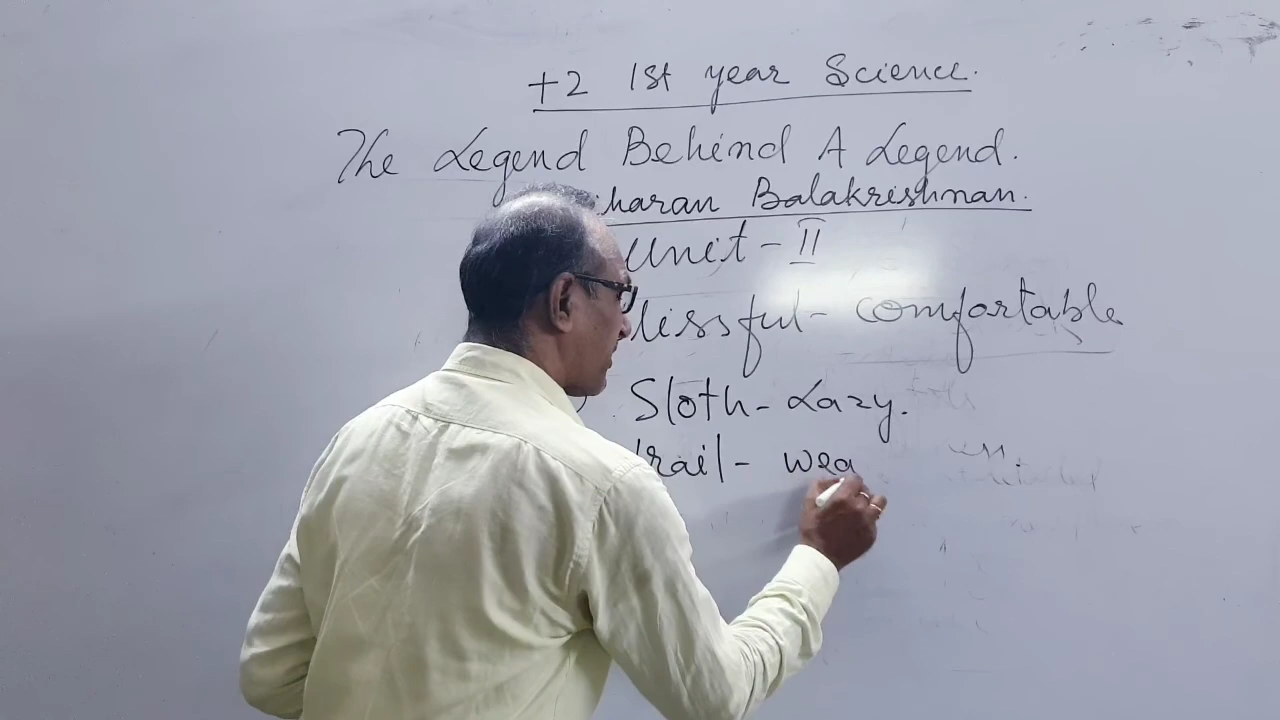 +2 1st year Science.
The Legend Behind A Legend.
haran Balakrishnan.
Unit - II
lissful - comfortable
Sloth - Lazy.
rail - wea